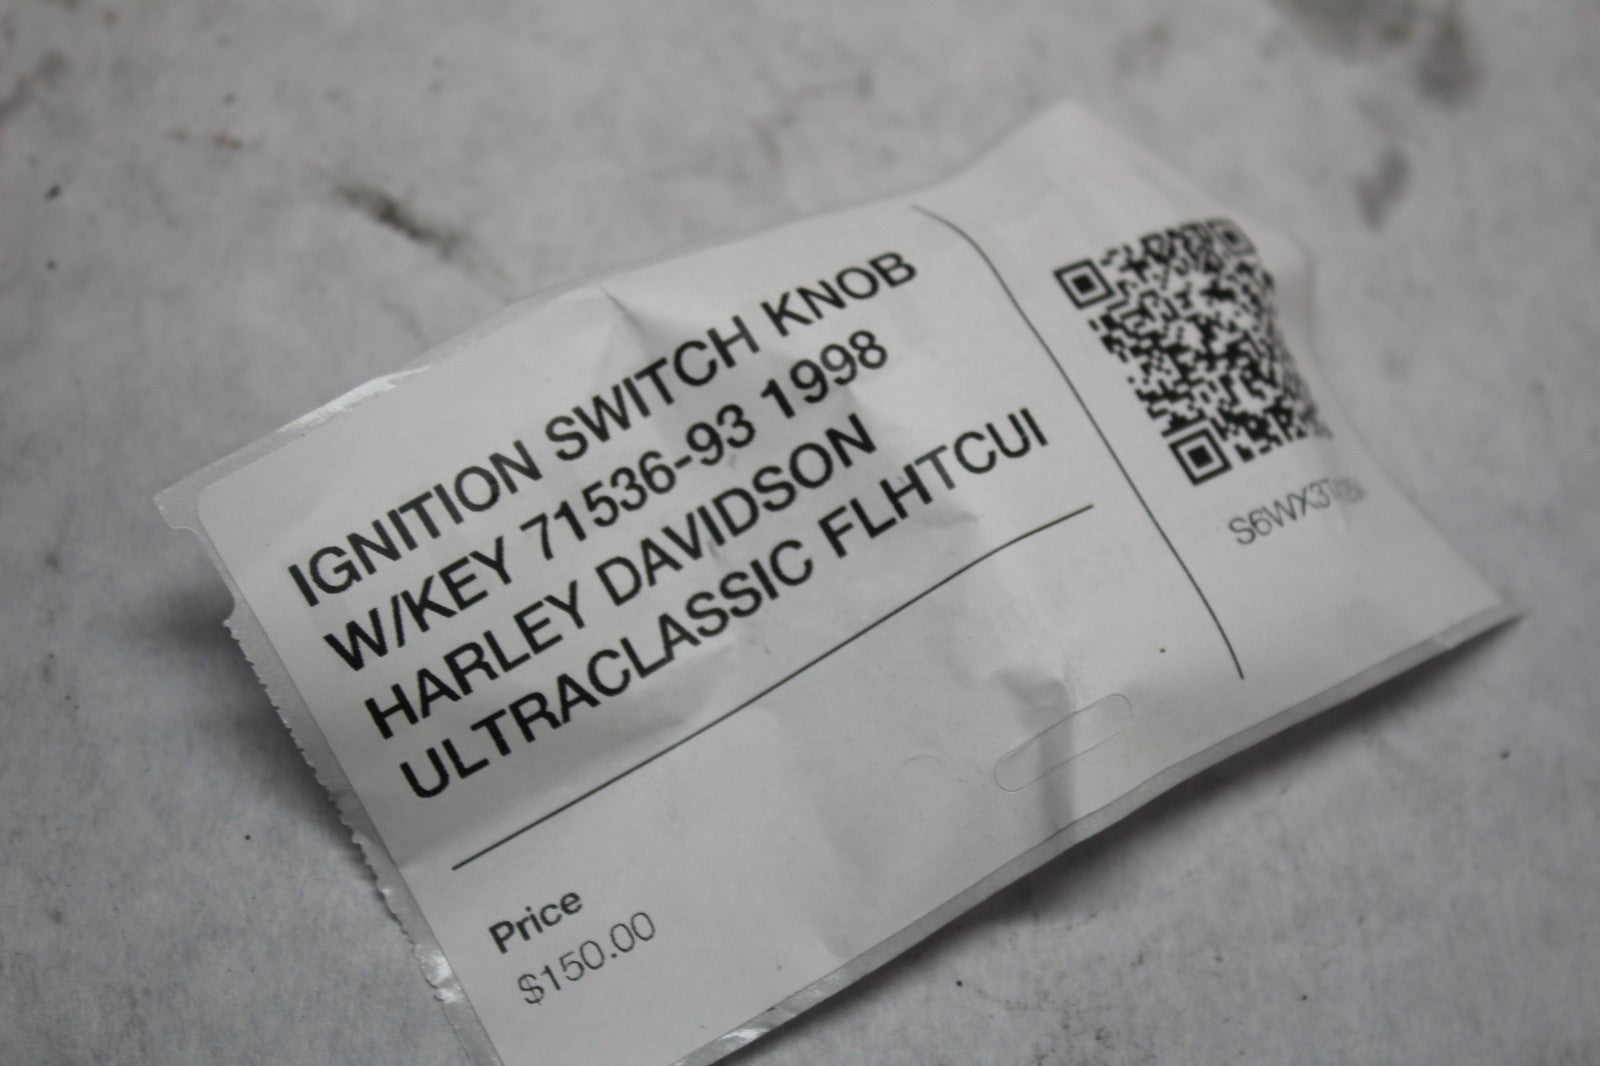 IGNITION SWITCH KNOB
W/KEY 71536-93 1998
HARLEY DAVIDSON
ULTRACLASSIC FLHTCUI
Price
$150.00